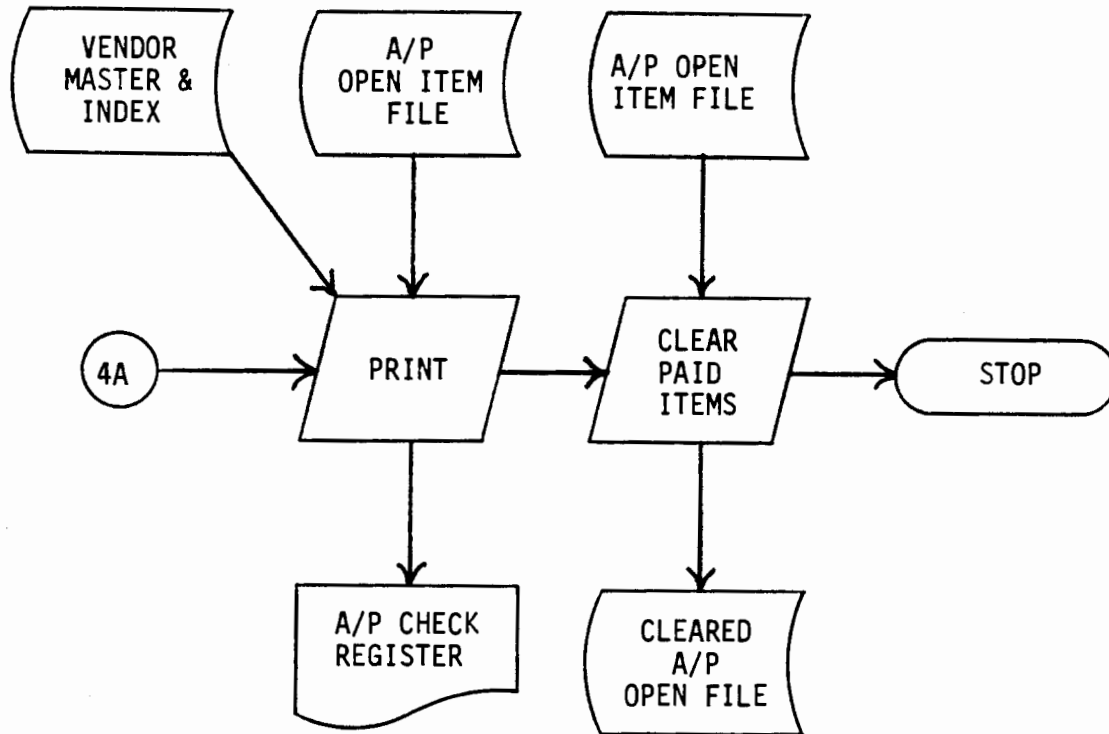 VENDOR
MASTER &
INDEX
A/P
OPEN ITEM
FILE
A/P OPEN
ITEM FILE
4A
PRINT
CLEAR
PAID
ITEMS
STOP
A/P CHECK
REGISTER
CLEARED
A/P
OPEN FILE